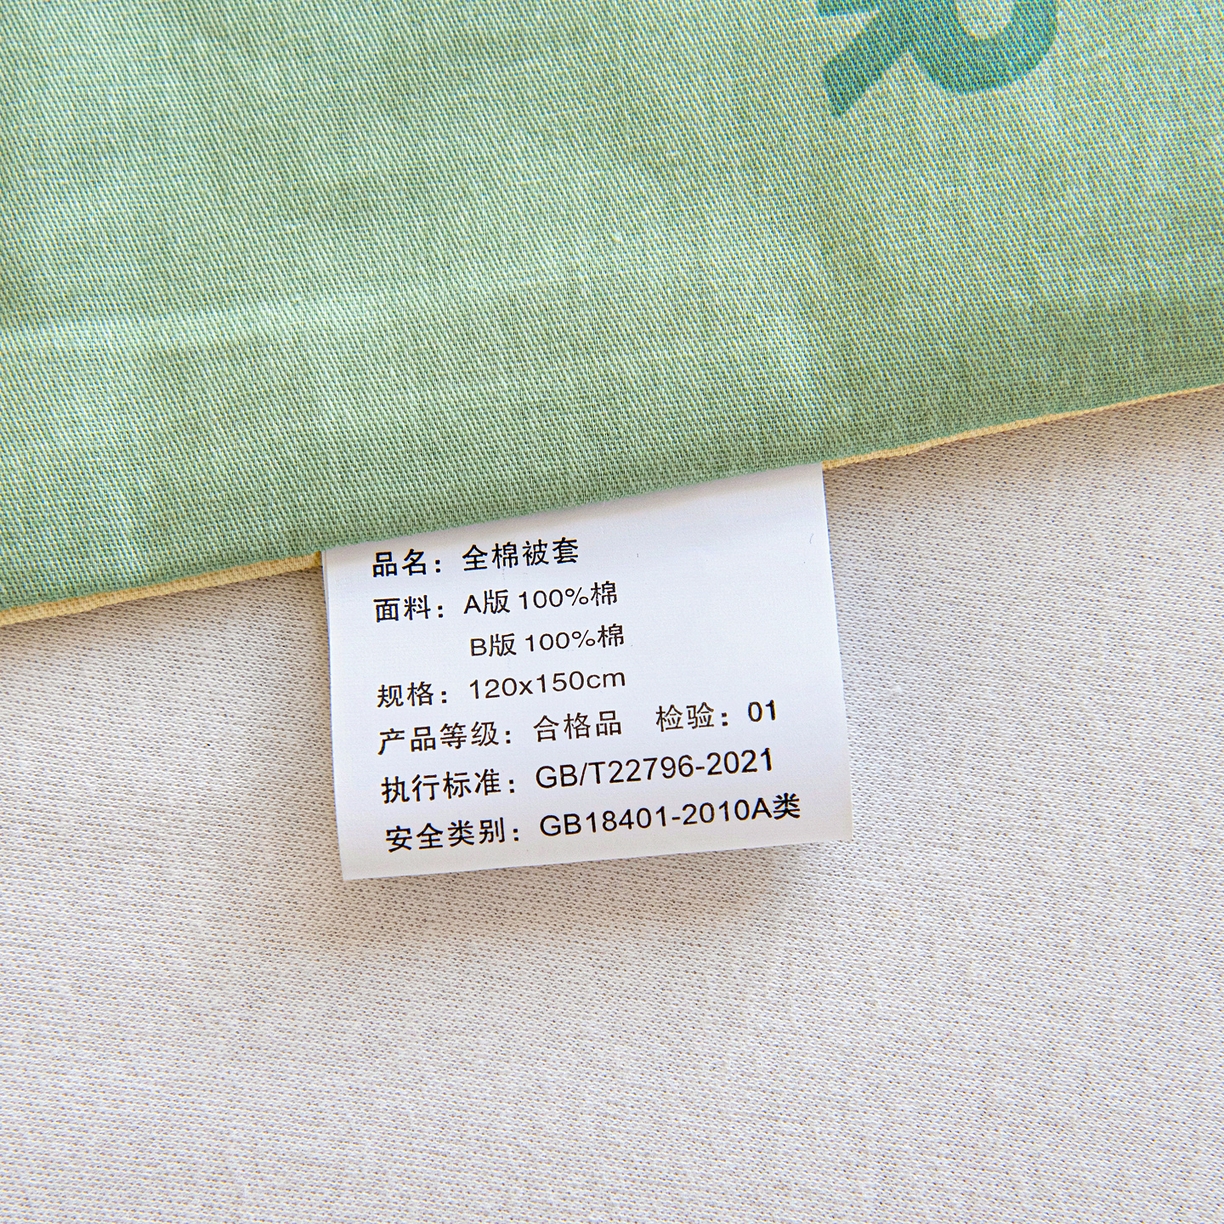 品名：全棉被套
面料：A版 100%棉
B版 100%棉
规格：120x150cm
产品等级：合格品 检验：01
执行标准：GB/T22796-2021
安全类别：GB18401-2010A类